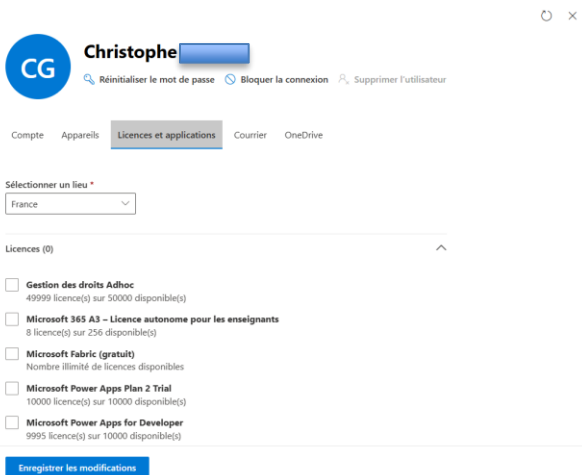 CG
Christophe
Réinitialiser le mot de passe Bloquer la connexion Supprimer l'utilisateur
Compte Appareils Licences et applications Courrier OneDrive
Sélectionner un lieu *
France
Licences (0)
Gestion des droits Adhoc
49999 licence(s) sur 50000 disponible(s)
Microsoft 365 A3 – Licence autonome pour les enseignants
8 licence(s) sur 256 disponible(s)
Microsoft Fabric (gratuit)
Nombre illimité de licences disponibles
Microsoft Power Apps Plan 2 Trial
10000 licence(s) sur 10000 disponible(s)
Microsoft Power Apps for Developer
9995 licence(s) sur 10000 disponible(s)
Enregistrer les modifications